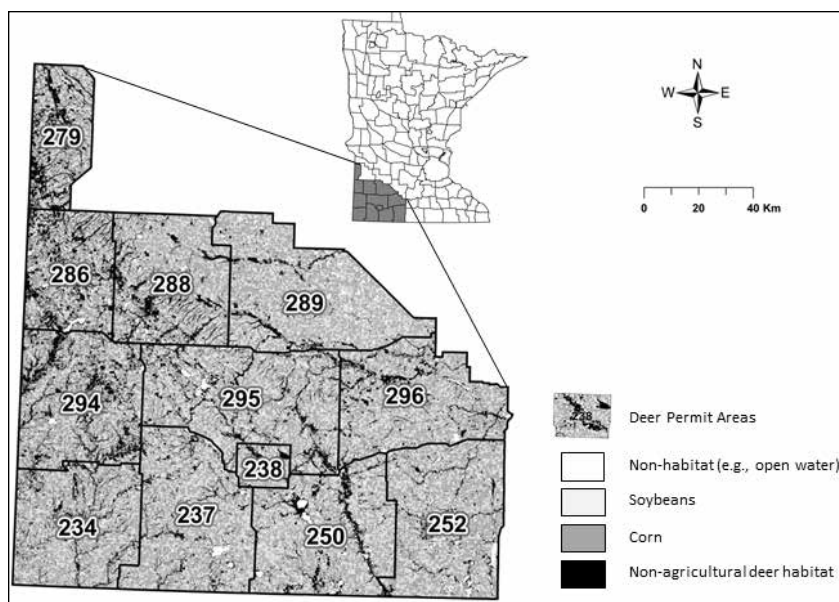 N
W E
S
0 20 40 Km
279
286
288
289
294
295
296
238
234
237
250
252
238
Deer Permit Areas
Non-habitat (e.g., open water)
Soybeans
Corn
Non-agricultural deer habitat